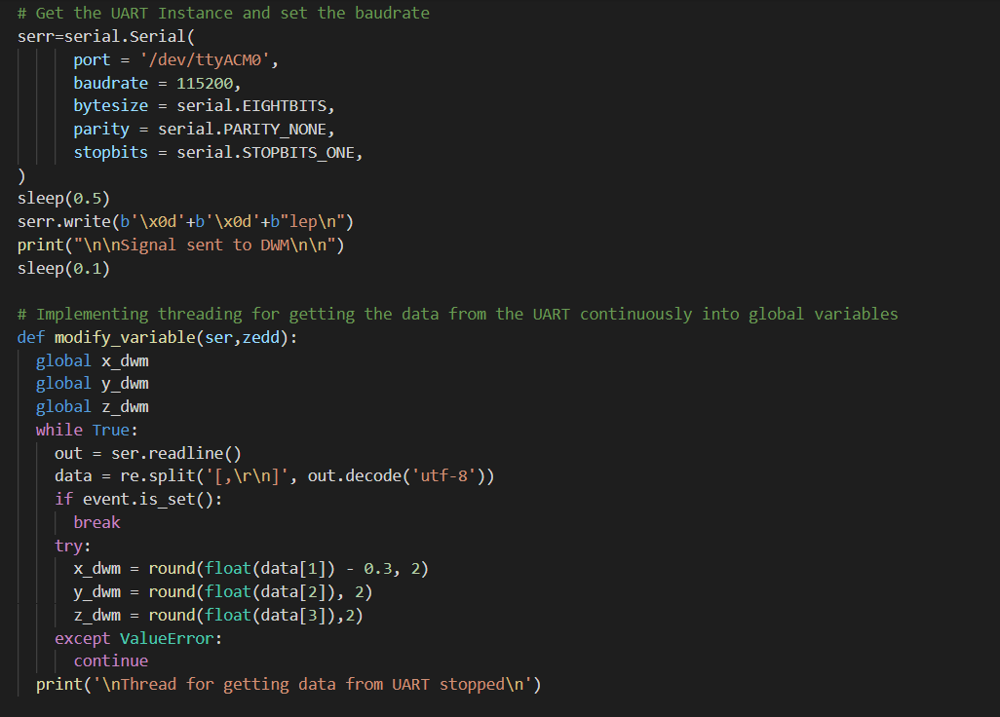 # Get the UART Instance and set the baudrate
serr=serial.Serial(
port = '/dev/ttyACM0',
baudrate = 115200,
bytesize = serial.EIGHTBITS,
parity = serial.PARITY_NONE,
stopbits = serial.STOPBITS_ONE,
)
sleep(0.5)
serr.write(b'\x0d'+b'\x0d'+b"lep\n")
print("\n\nSignal sent to DWM\n\n")
sleep(0.1)
# Implementing threading for getting the data from the UART continuously into global variables
def modify_variable(ser,zedd):
global x_dwm
global y_dwm
global z_dwm
while True:
out = ser.readline()
data = re.split('[,\r\n]', out.decode('utf-8'))
if event.is_set():
break
try:
x_dwm = round(float(data[1]) - 0.3, 2)
y_dwm = round(float(data[2]), 2)
z_dwm = round(float(data[3]),2)
except ValueError:
continue
print('\nThread for getting data from UART stopped\n')